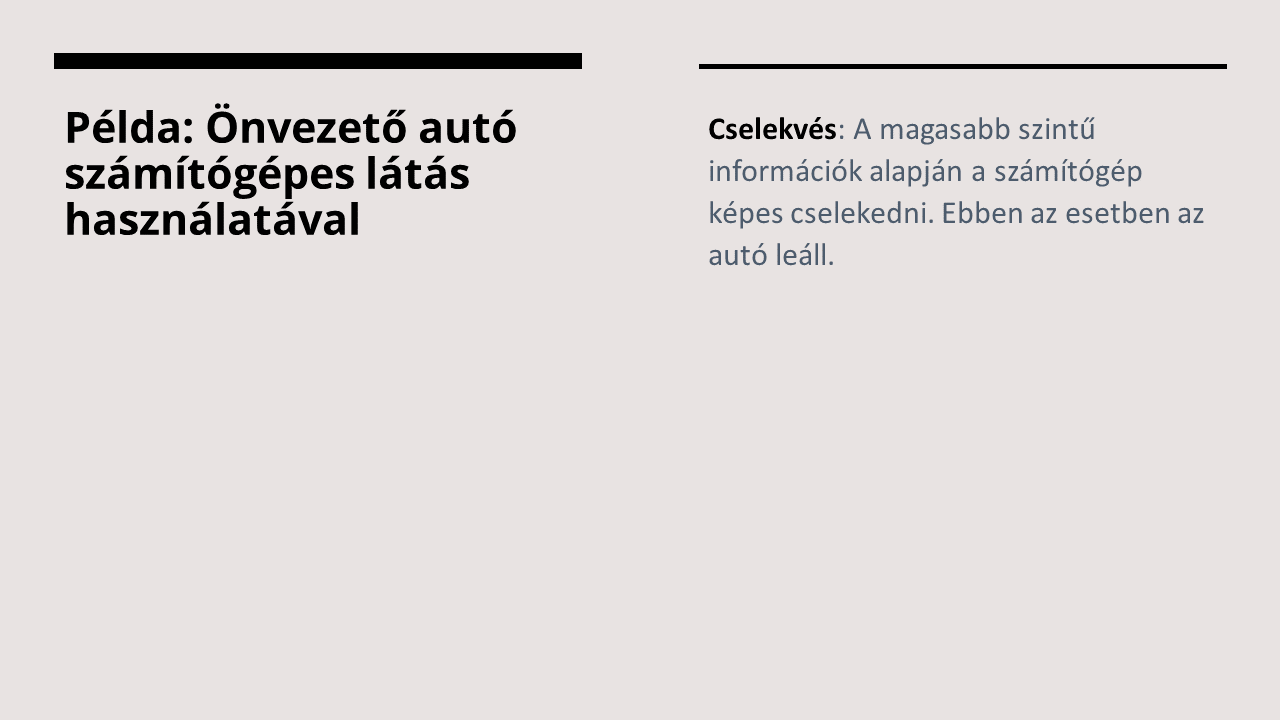 Példa: Önvezető autó
számítógépes látás
használatával
Cselekvés: A magasabb szintű
információk alapján a számítógép
képes cselekedni. Ebben az esetben az
autó leáll.